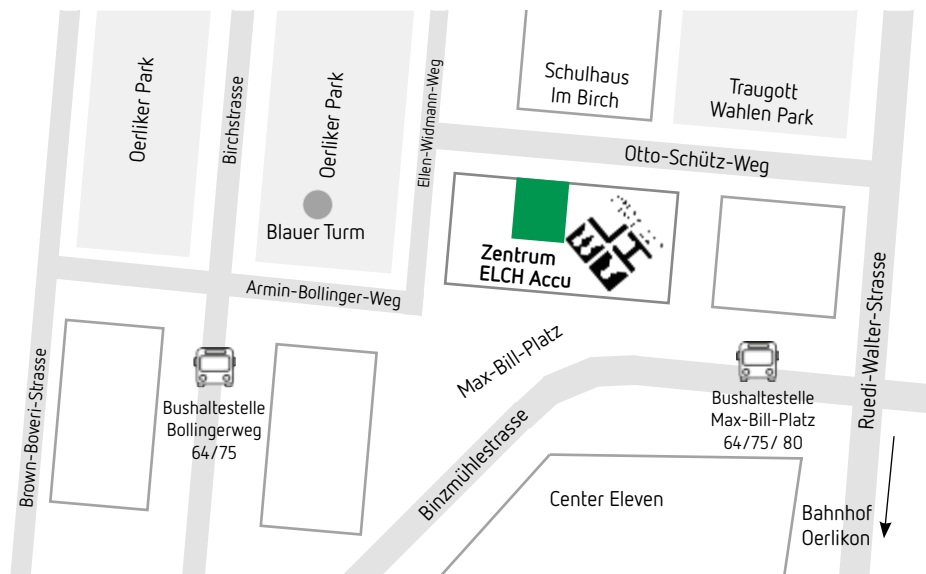 Oerliker Park
Birchstrasse
Oerliker Park
Ellen-Widmann-Weg
Schulhaus
Im Birch
Traugott
Wahlen Park
Otto-Schütz-Weg
Blauer Turm
Zentrum
ELCH Accu
Armin-Bollinger-Weg
Ruedi-Walter-Strasse
Brown-Boveri-Strasse
Max-Bill-Platz
Bushaltestelle
Bollingerweg
64/75
Bushaltestelle
Max-Bill-Platz
64/75/ 80
Binzmühlestrasse
Center Eleven
Bahnhof
Oerlikon